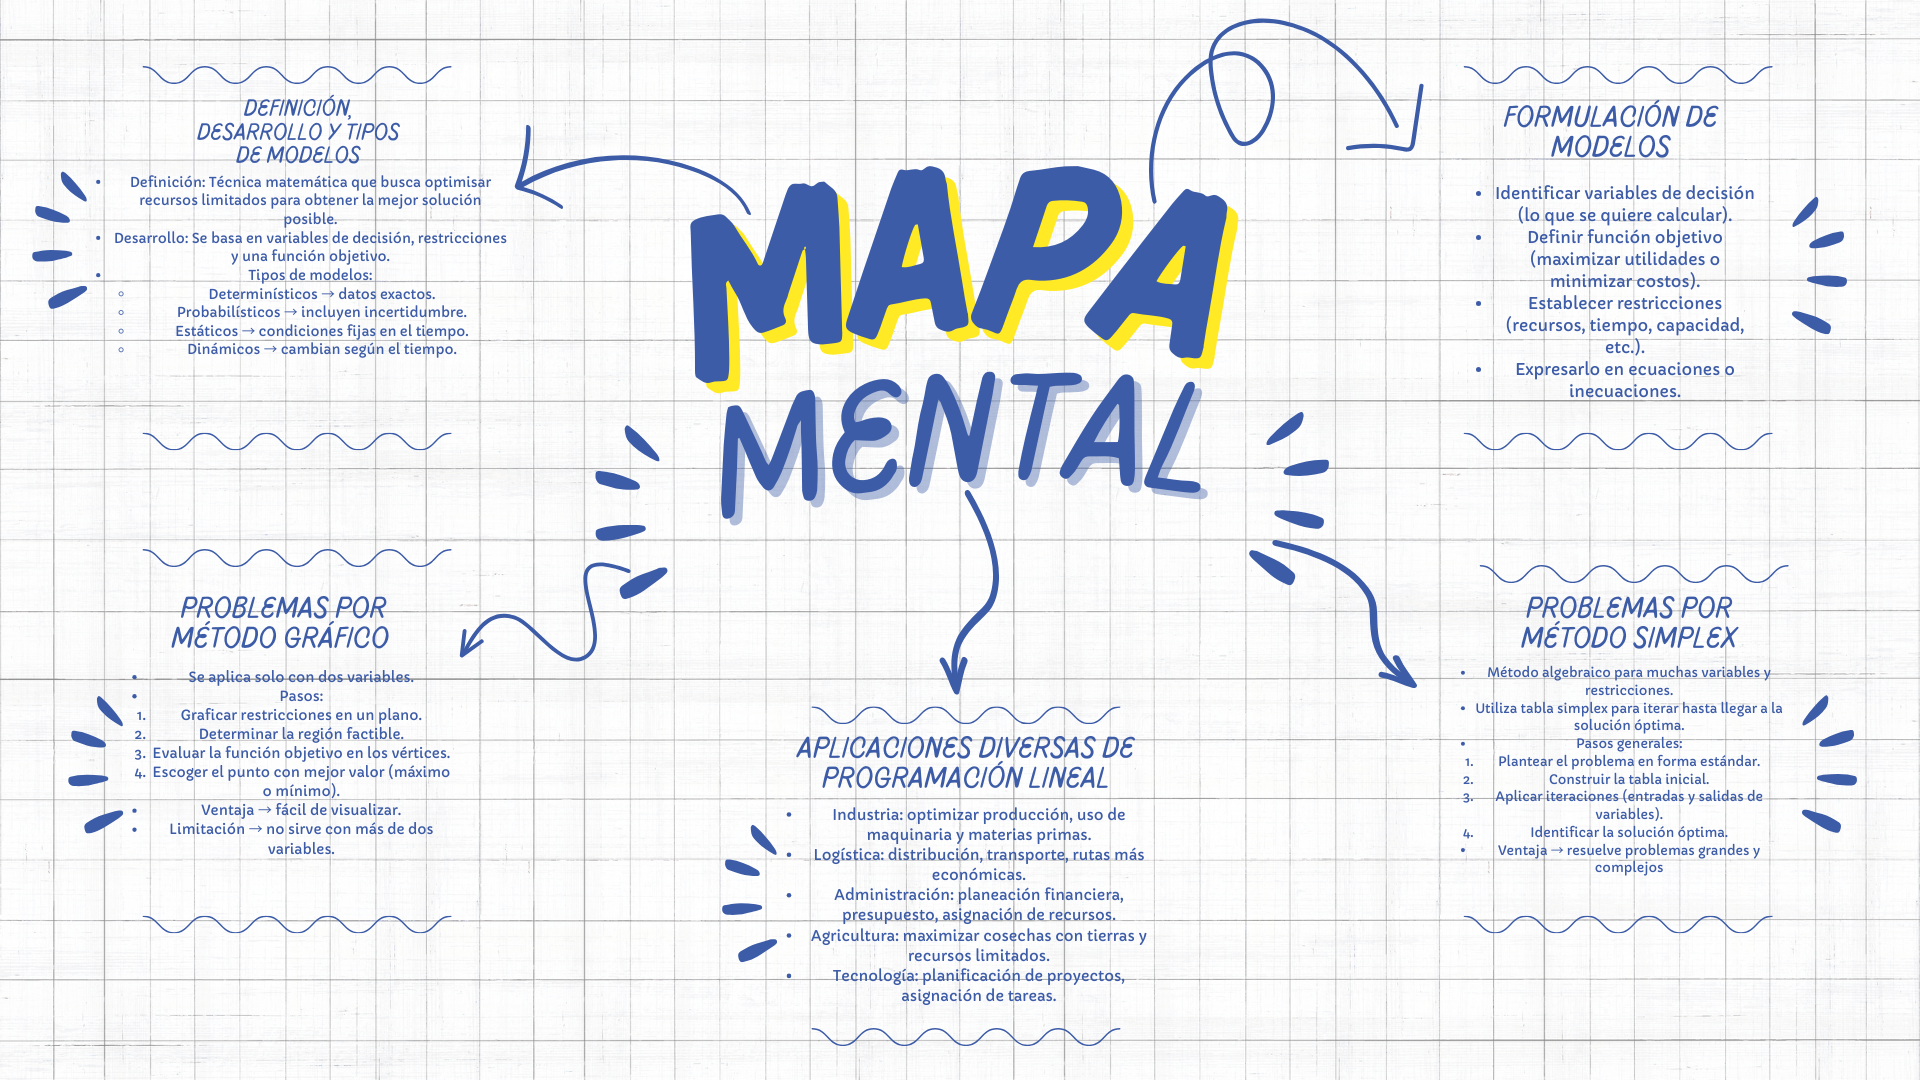 MAPA
MENTAL
DEFINICIÓN,
DESARROLLO Y TIPOS
DE MODELOS
• Definición: Técnica matemática que busca optimisar
recursos limitados para obtener la mejor solución
posible.
• Desarrollo: Se basa en variables de decisión, restricciones
y una función objetivo.
• Tipos de modelos:
◦ Determinísticos → datos exactos.
◦ Probabilísticos → incluyen incertidumbre.
◦ Estáticos → condiciones fijas en el tiempo.
◦ Dinámicos → cambian según el tiempo.
FORMULACIÓN DE
MODELOS
• Identificar variables de decisión
(lo que se quiere calcular).
• Definir función objetivo
(maximizar utilidades o
minimizar costos).
• Establecer restricciones
(recursos, tiempo, capacidad,
etc.).
• Expresarlo en ecuaciones o
inecuaciones.
PROBLEMAS POR
MÉTODO GRÁFICO
• Se aplica solo con dos variables.
• Pasos:
1. Graficar restricciones en un plano.
2. Determinar la región factible.
3. Evaluar la función objetivo en los vértices.
4. Escoger el punto con mejor valor (máximo
o mínimo).
• Ventaja → fácil de visualizar.
• Limitación → no sirve con más de dos
variables.
APLICACIONES DIVERSAS DE
PROGRAMACIÓN LINEAL
• Industria: optimizar producción, uso de
maquinaria y materias primas.
• Logística: distribución, transporte, rutas más
económicas.
• Administración: planeación financiera,
presupuesto, asignación de recursos.
• Agricultura: maximizar cosechas con tierras y
recursos limitados.
• Tecnología: planificación de proyectos,
asignación de tareas.
PROBLEMAS POR
MÉTODO SIMPLEX
• Método algebraico para muchas variables y
restricciones.
• Utiliza tabla simplex para iterar hasta llegar a la
solución óptima.
• Pasos generales:
1. Plantear el problema en forma estándar.
2. Construir la tabla inicial.
3. Aplicar iteraciones (entradas y salidas de
variables).
4. Identificar la solución óptima.
• Ventaja → resuelve problemas grandes y
complejos